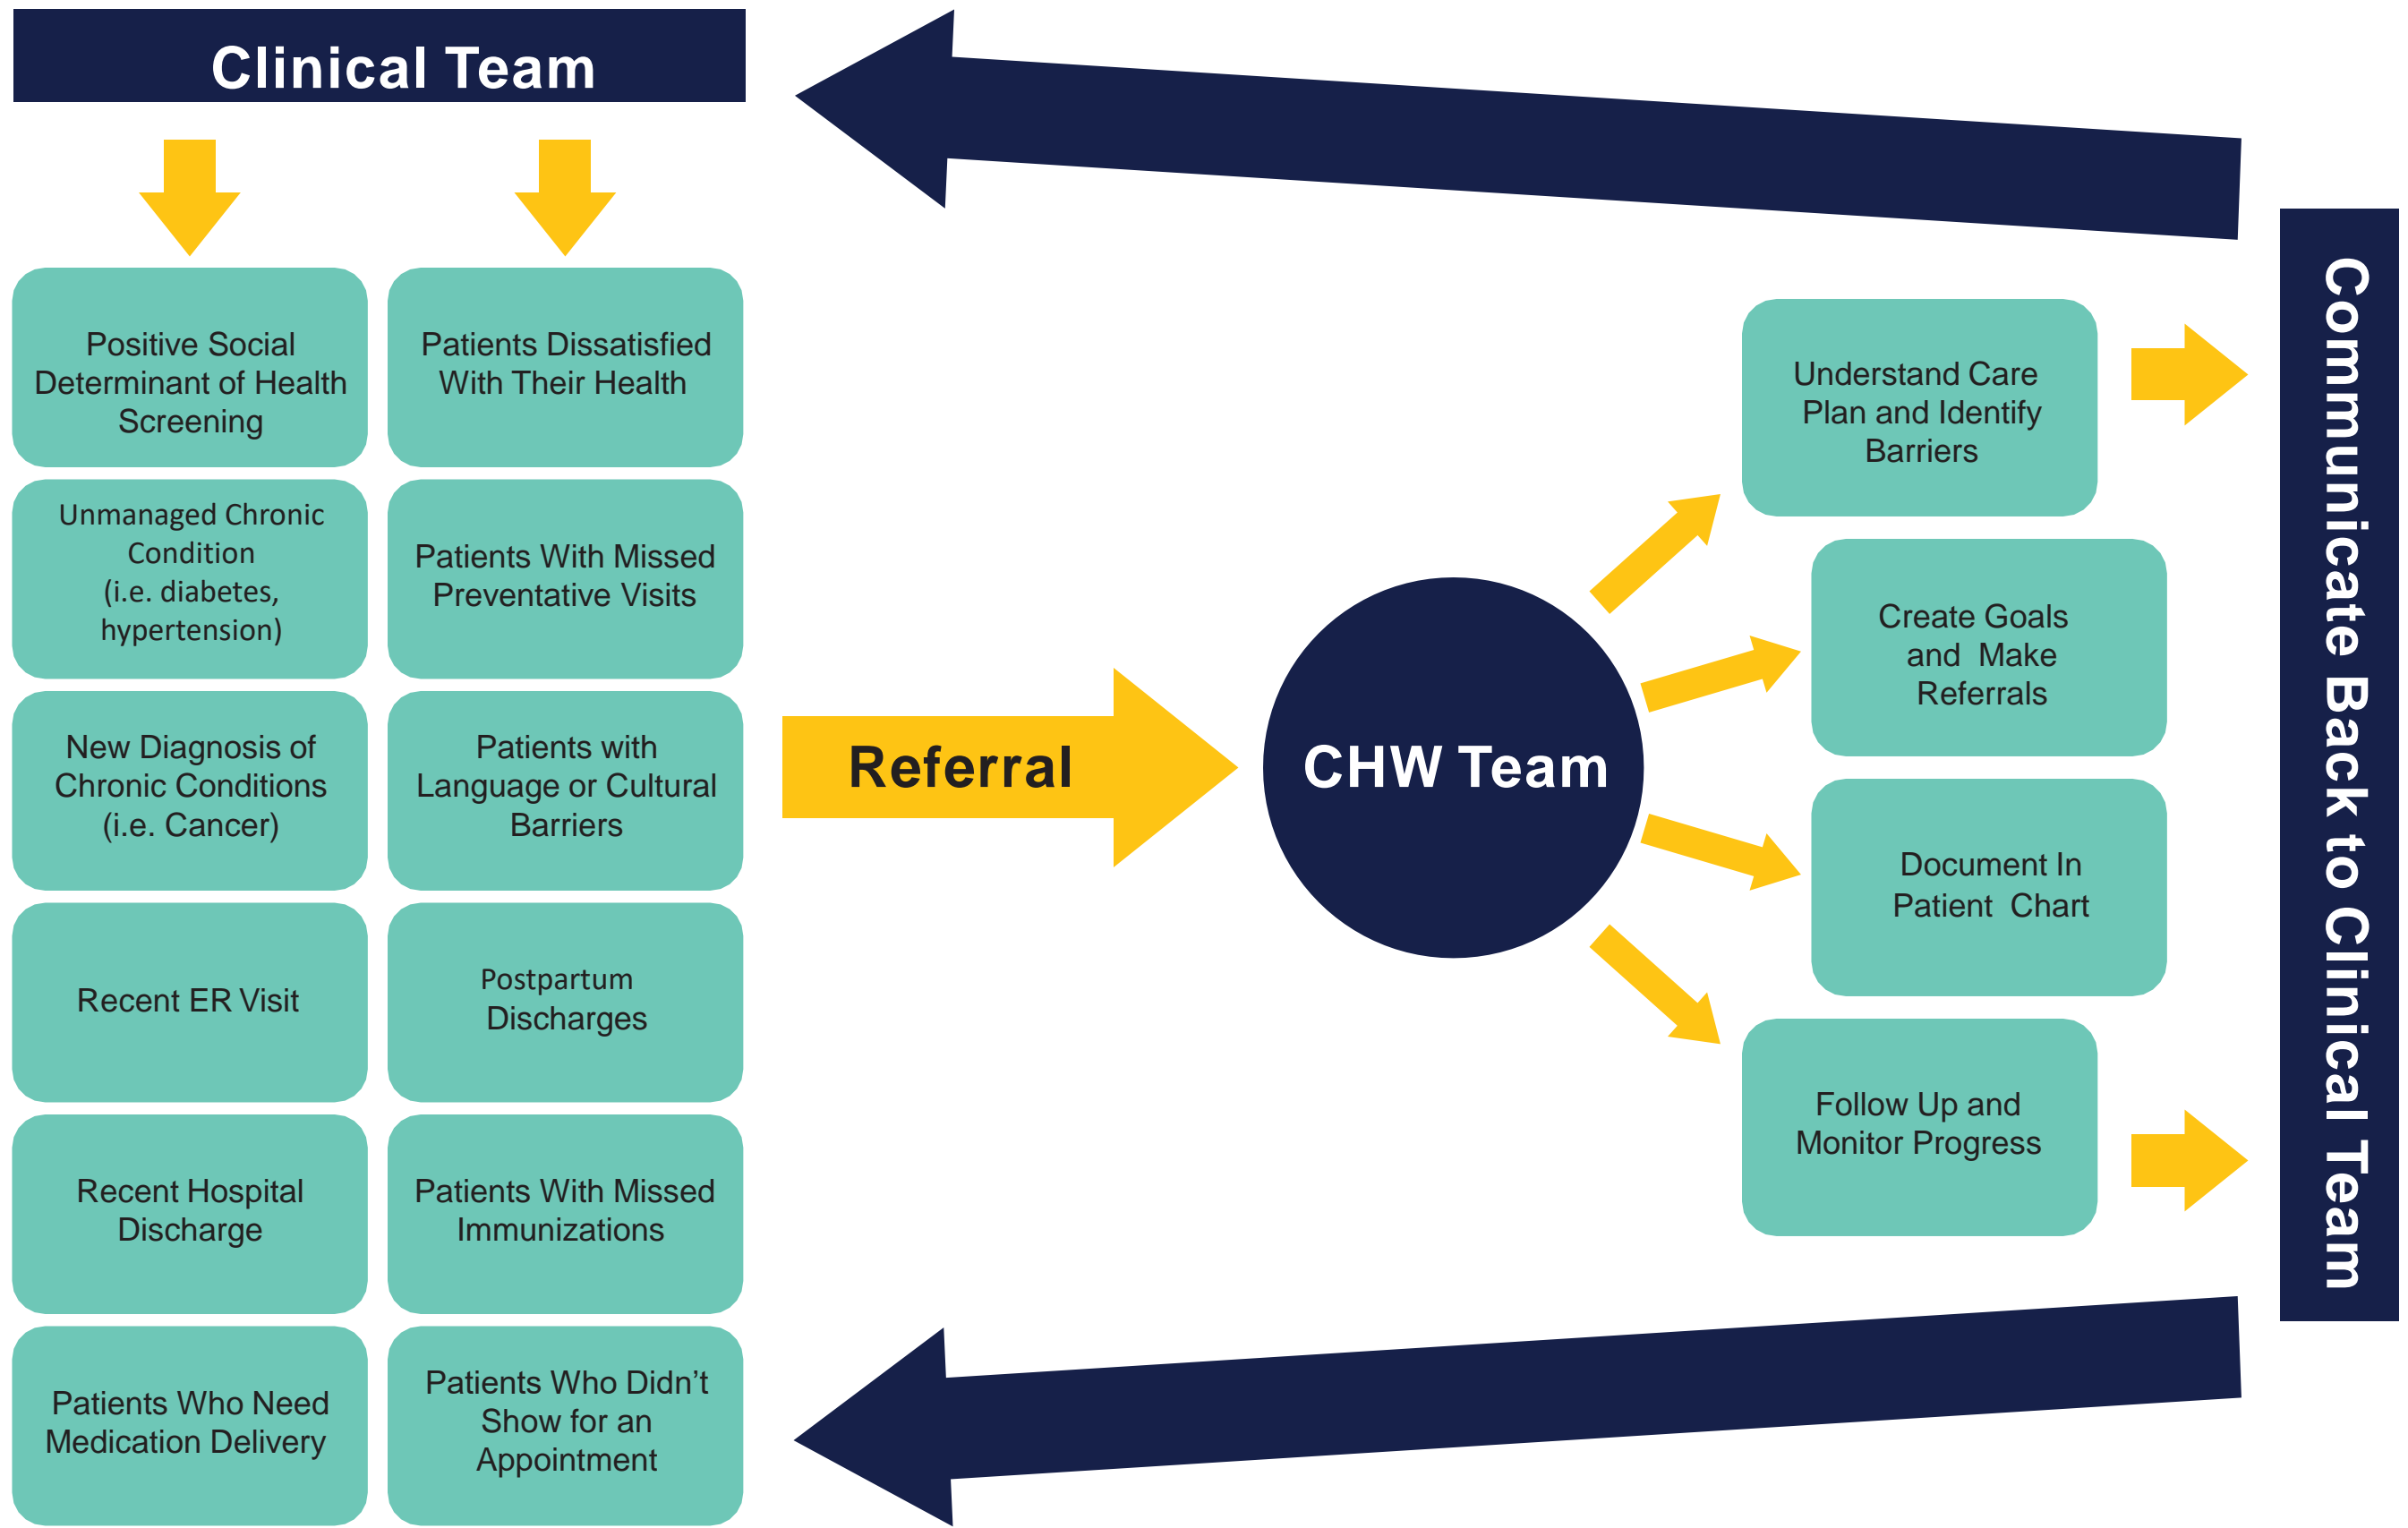 Clinical Team
Positive Social
Determinant of Health
Screening
Patients Dissatisfied
With Their Health
Unmanaged Chronic
Condition
(i.e. diabetes,
hypertension)
Patients With Missed
Preventative Visits
New Diagnosis of
Chronic Conditions
(i.e. Cancer)
Patients with
Language or Cultural
Barriers
Recent ER Visit
Postpartum
Discharges
Recent Hospital
Discharge
Patients With Missed
Immunizations
Patients Who Need
Medication Delivery
Patients Who Didn’t
Show for an
Appointment
Referral
CHW Team
Understand Care
Plan and Identify
Barriers
Create Goals
and Make
Referrals
Document In
Patient Chart
Follow Up and
Monitor Progress
Communicate Back to Clinical Team